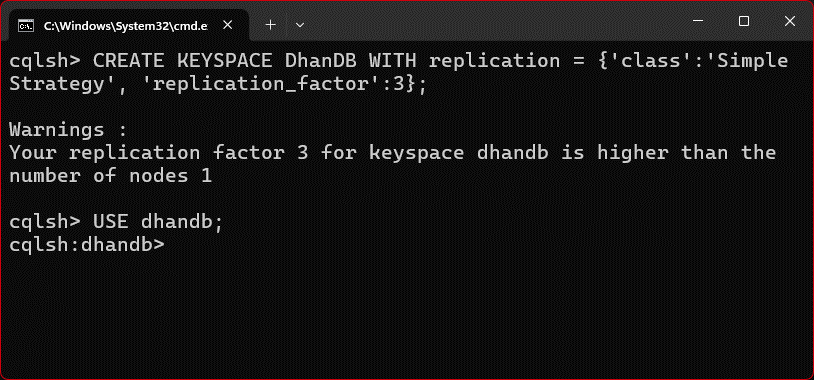 C:\Windows\System32\cmd.e
cqlsh> CREATE KEYSPACE DhanDB WITH replication = {'class':'Simple
Strategy', 'replication_factor':3};
Warnings :
Your replication factor 3 for keyspace dhandb is higher than the
number of nodes 1
cqlsh> USE dhandb;
cqlsh:dhandb>